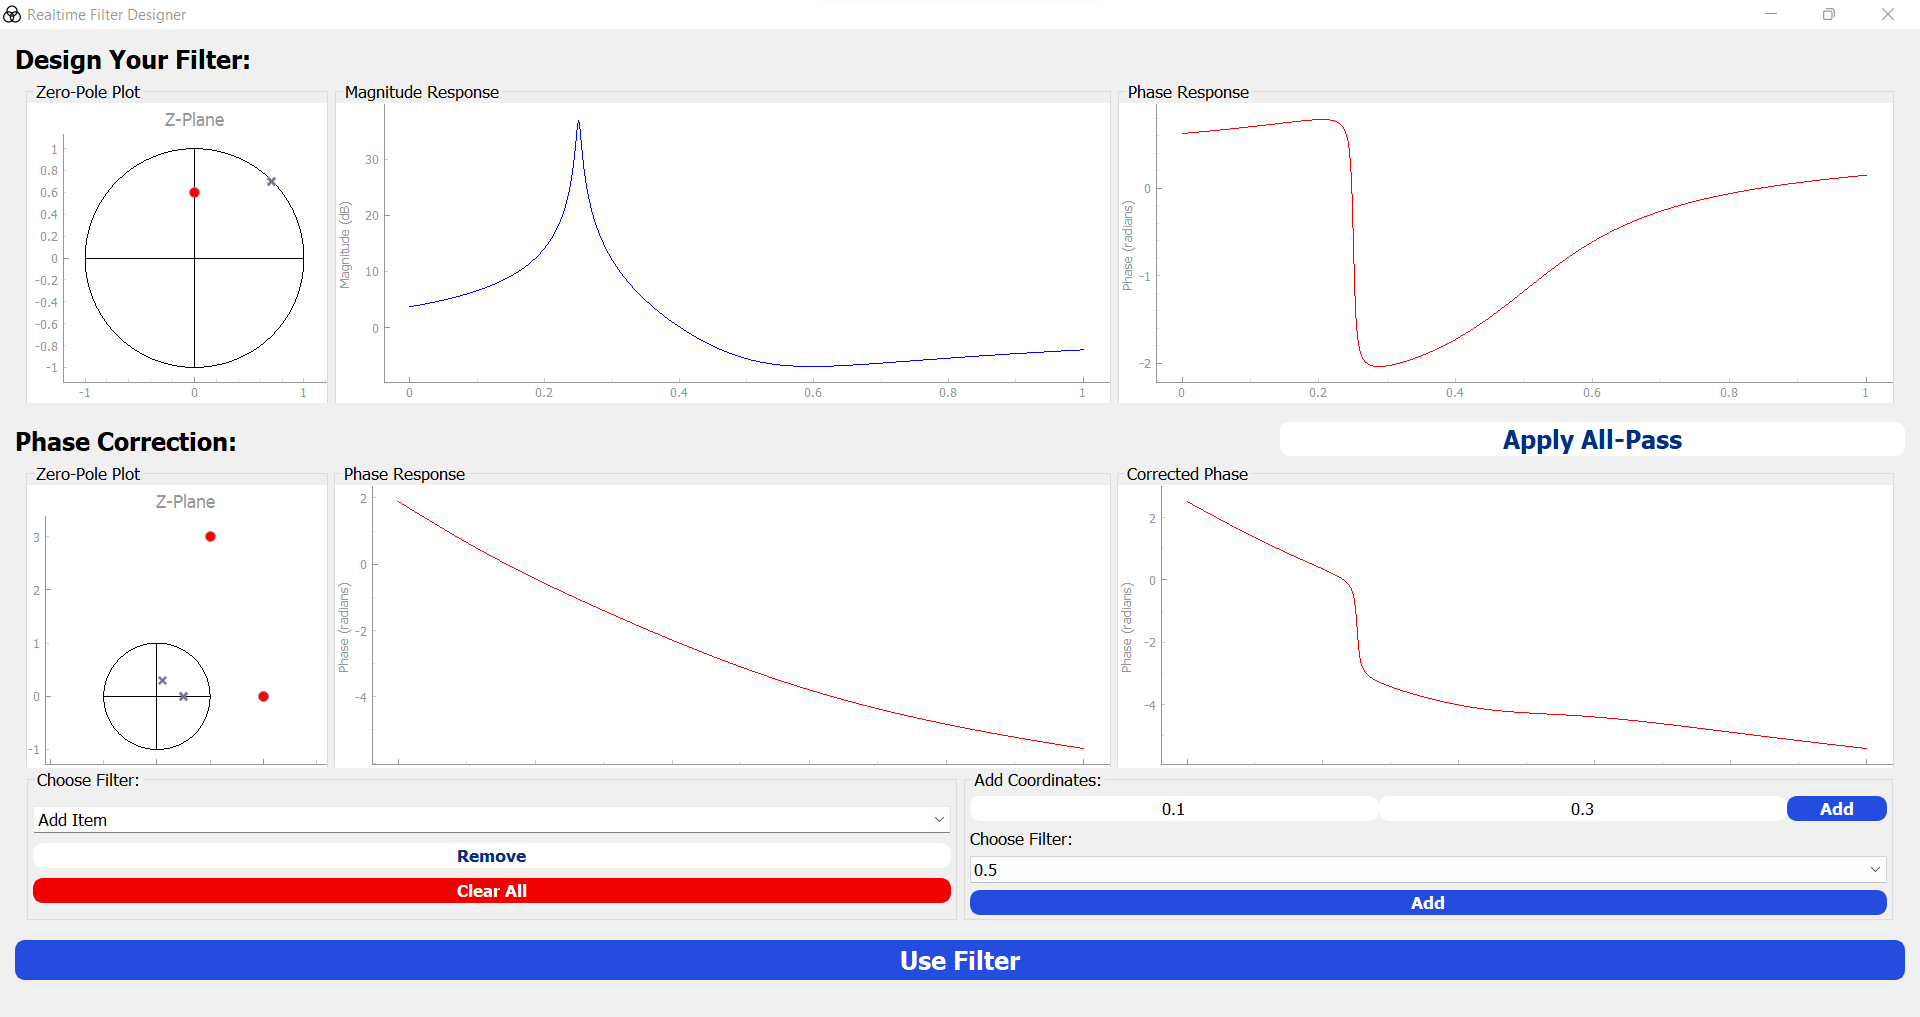 Realtime Filter Designer
Design Your Filter:
Zero-Pole Plot
Z-Plane
1
0.8
0.6
0.4
0.2
0
-0.2
-0.4
-0.6
-0.8
-1
-1 0 1
Magnitude Response
Magnitude (dB)
30
20
10
0
0 0.2 0.4 0.6 0.8 1
Phase Response
Phase (radians)
0
-1
-2
0 0.2 0.4 0.6 0.8 1
Phase Correction:
Apply All-Pass
Zero-Pole Plot
Z-Plane
3
2
1
0
-1
Phase Response
Phase (radians)
2
0
-2
-4
Corrected Phase
Phase (radians)
2
0
-2
-4
Choose Filter:
Add Item
Remove
Clear All
Add Coordinates:
0.1 0.3 Add
Choose Filter:
0.5
Add
Use Filter